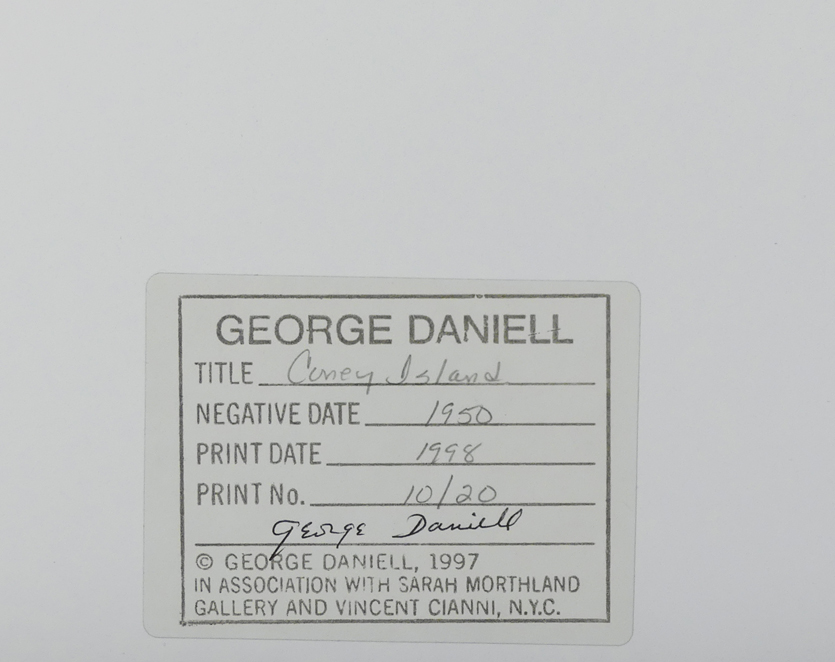 GEORGE DANIELL
TITLE Coney Island
NEGATIVE DATE 1950
PRINT DATE 1998
PRINT No. 10/20
George Daniell
© GEORGE DANIELL, 1997
IN ASSOCIATION WITH SARAH MORTHLAND
GALLERY AND VINCENT CIANNI, N.Y.C.